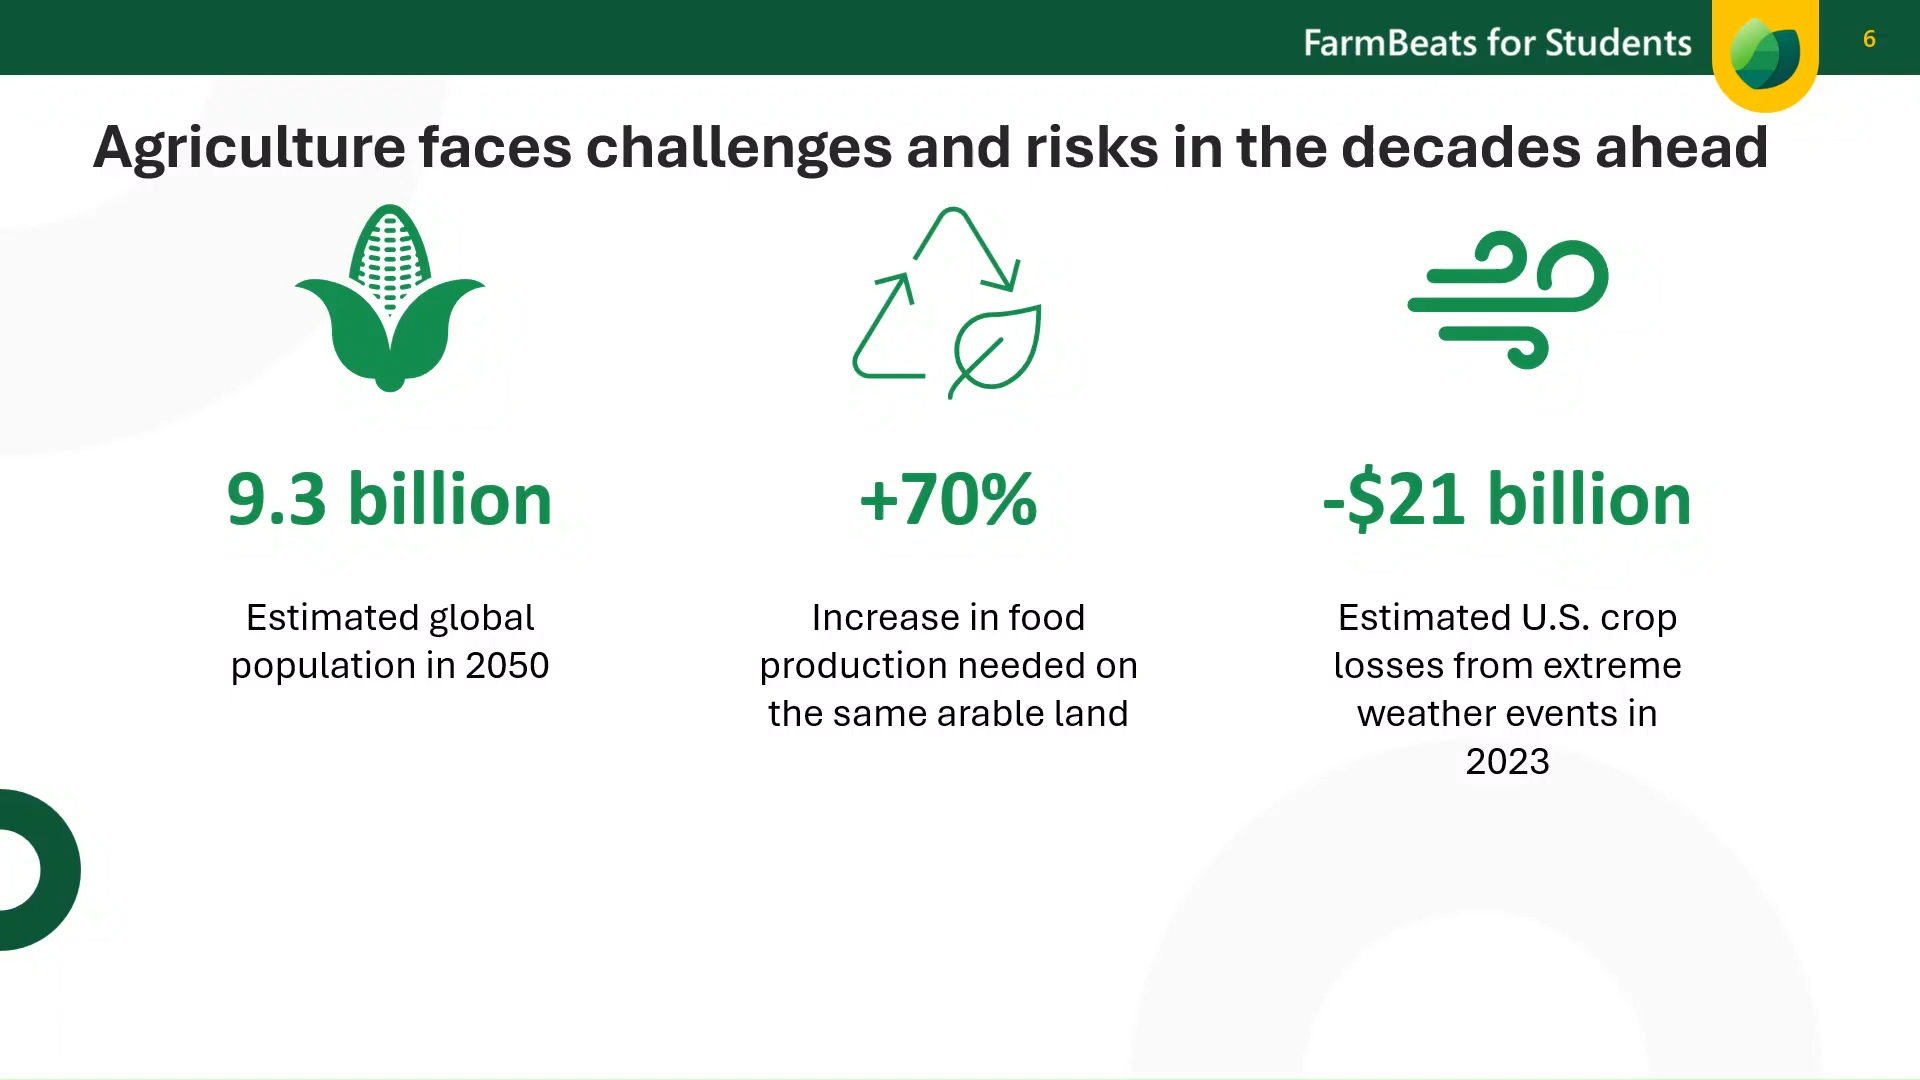 FarmBeats for Students
6
Agriculture faces challenges and risks in the decades ahead
9.3 billion
Estimated global
population in 2050
+70%
Increase in food
production needed on
the same arable land
-$21 billion
Estimated U.S. crop
losses from extreme
weather events in
2023